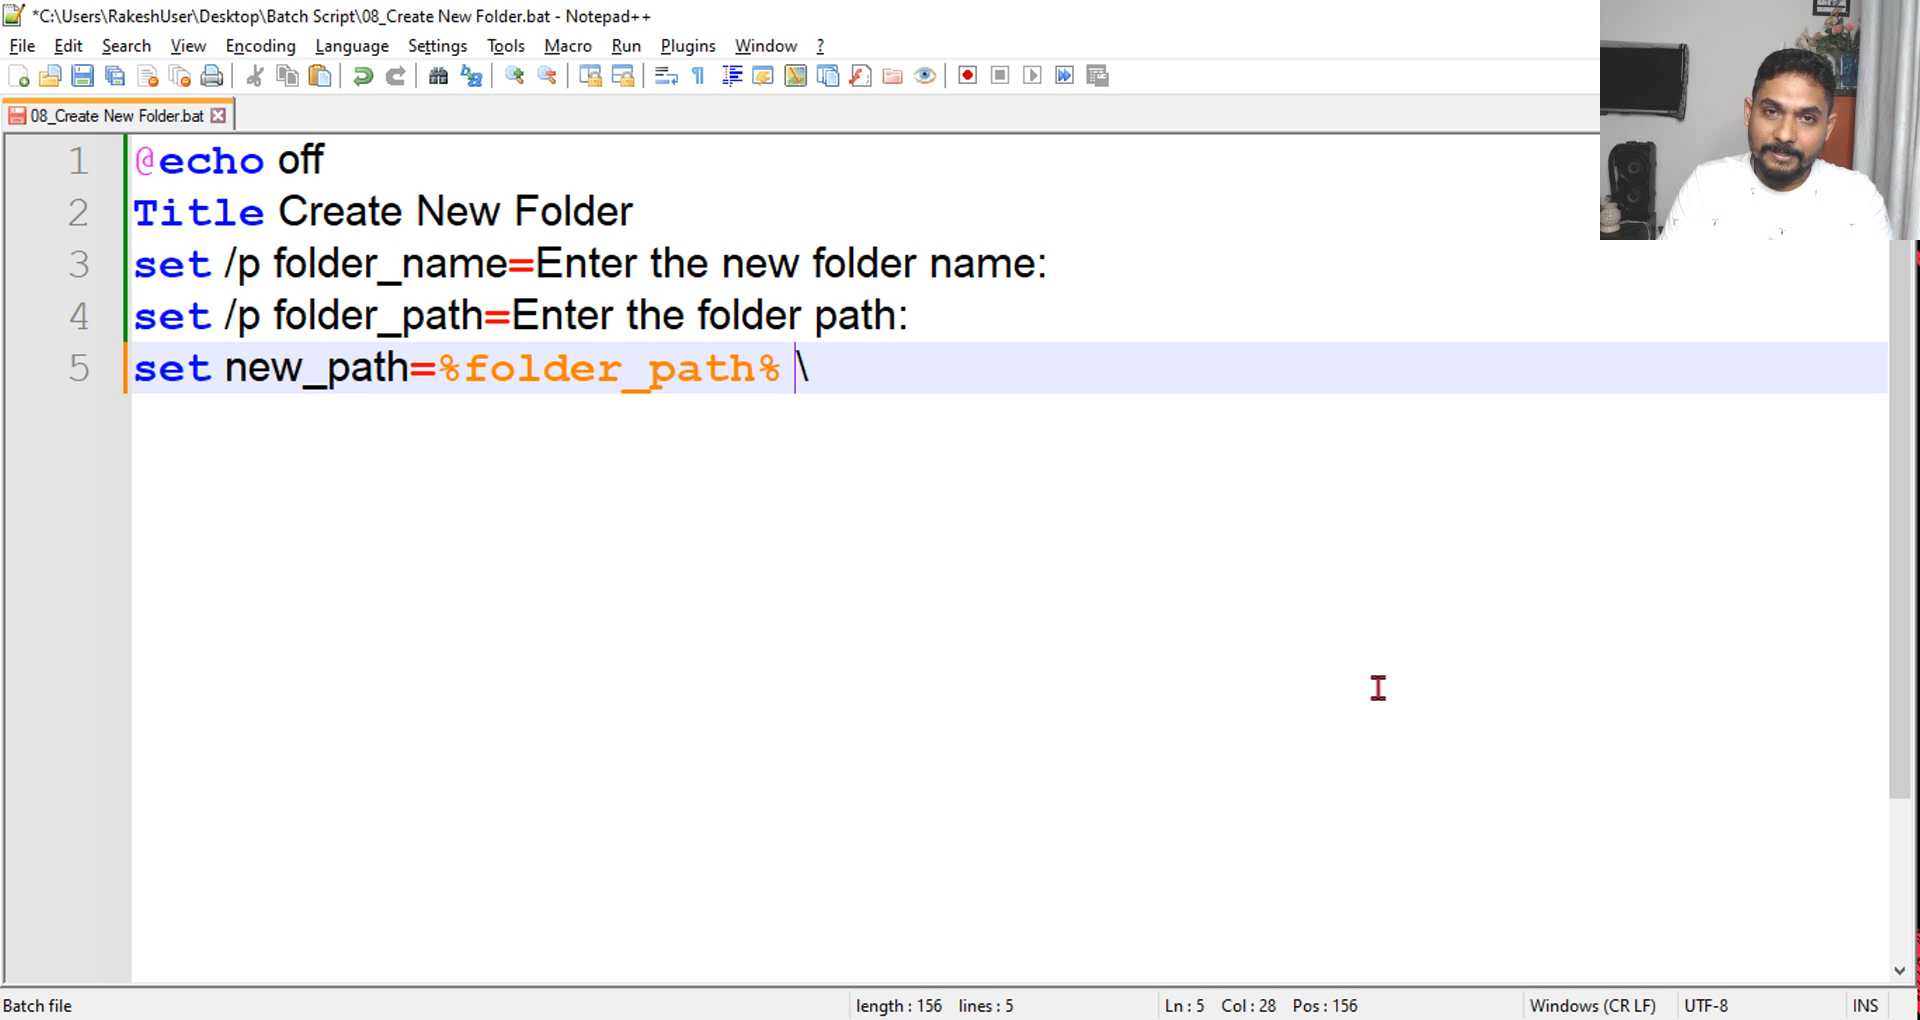 *C:\Users\RakeshUser\Desktop\Batch Script\08_Create New Folder.bat - Notepad++
File Edit Search View Encoding Language Settings Tools Macro Run Plugins Window ?
08_Create New Folder.bat
1 @echo off
2 Title Create New Folder
3 set /p folder_name=Enter the new folder name:
4 set /p folder_path=Enter the folder path:
5 set new_path=%folder_path% \
Batch file length : 156 lines : 5 Ln : 5 Col : 28 Pos : 156 Windows (CR LF) UTF-8 INS